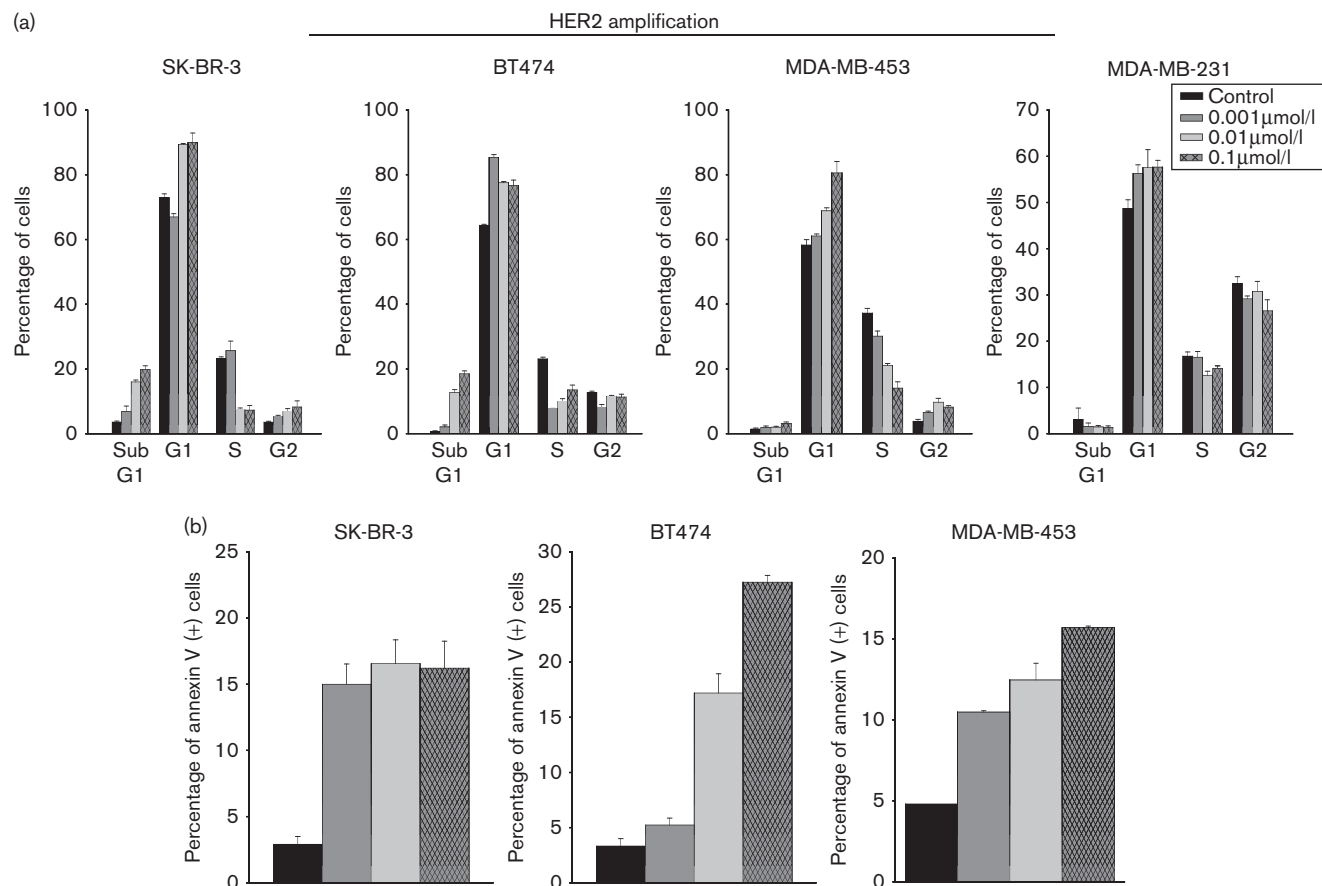 (a)
HER2 amplification
SK-BR-3
BT474
MDA-MB-453
MDA-MB-231
Control
0.001μmol/l
0.01μmol/l
0.1μmol/l
Percentage of cells
100
80
60
40
20
0
Sub G1
G1
S
G2
Percentage of cells
100
80
60
40
20
0
Sub G1
G1
S
G2
Percentage of cells
100
80
60
40
20
0
Sub G1
G1
S
G2
Percentage of cells
70
60
50
40
30
20
10
0
Sub G1
G1
S
G2
(b)
SK-BR-3
Percentage of annexin V (+) cells
25
20
15
10
5
0
BT474
Percentage of annexin V (+) cells
30
25
20
15
10
5
0
MDA-MB-453
Percentage of annexin V (+) cells
20
15
10
5
0